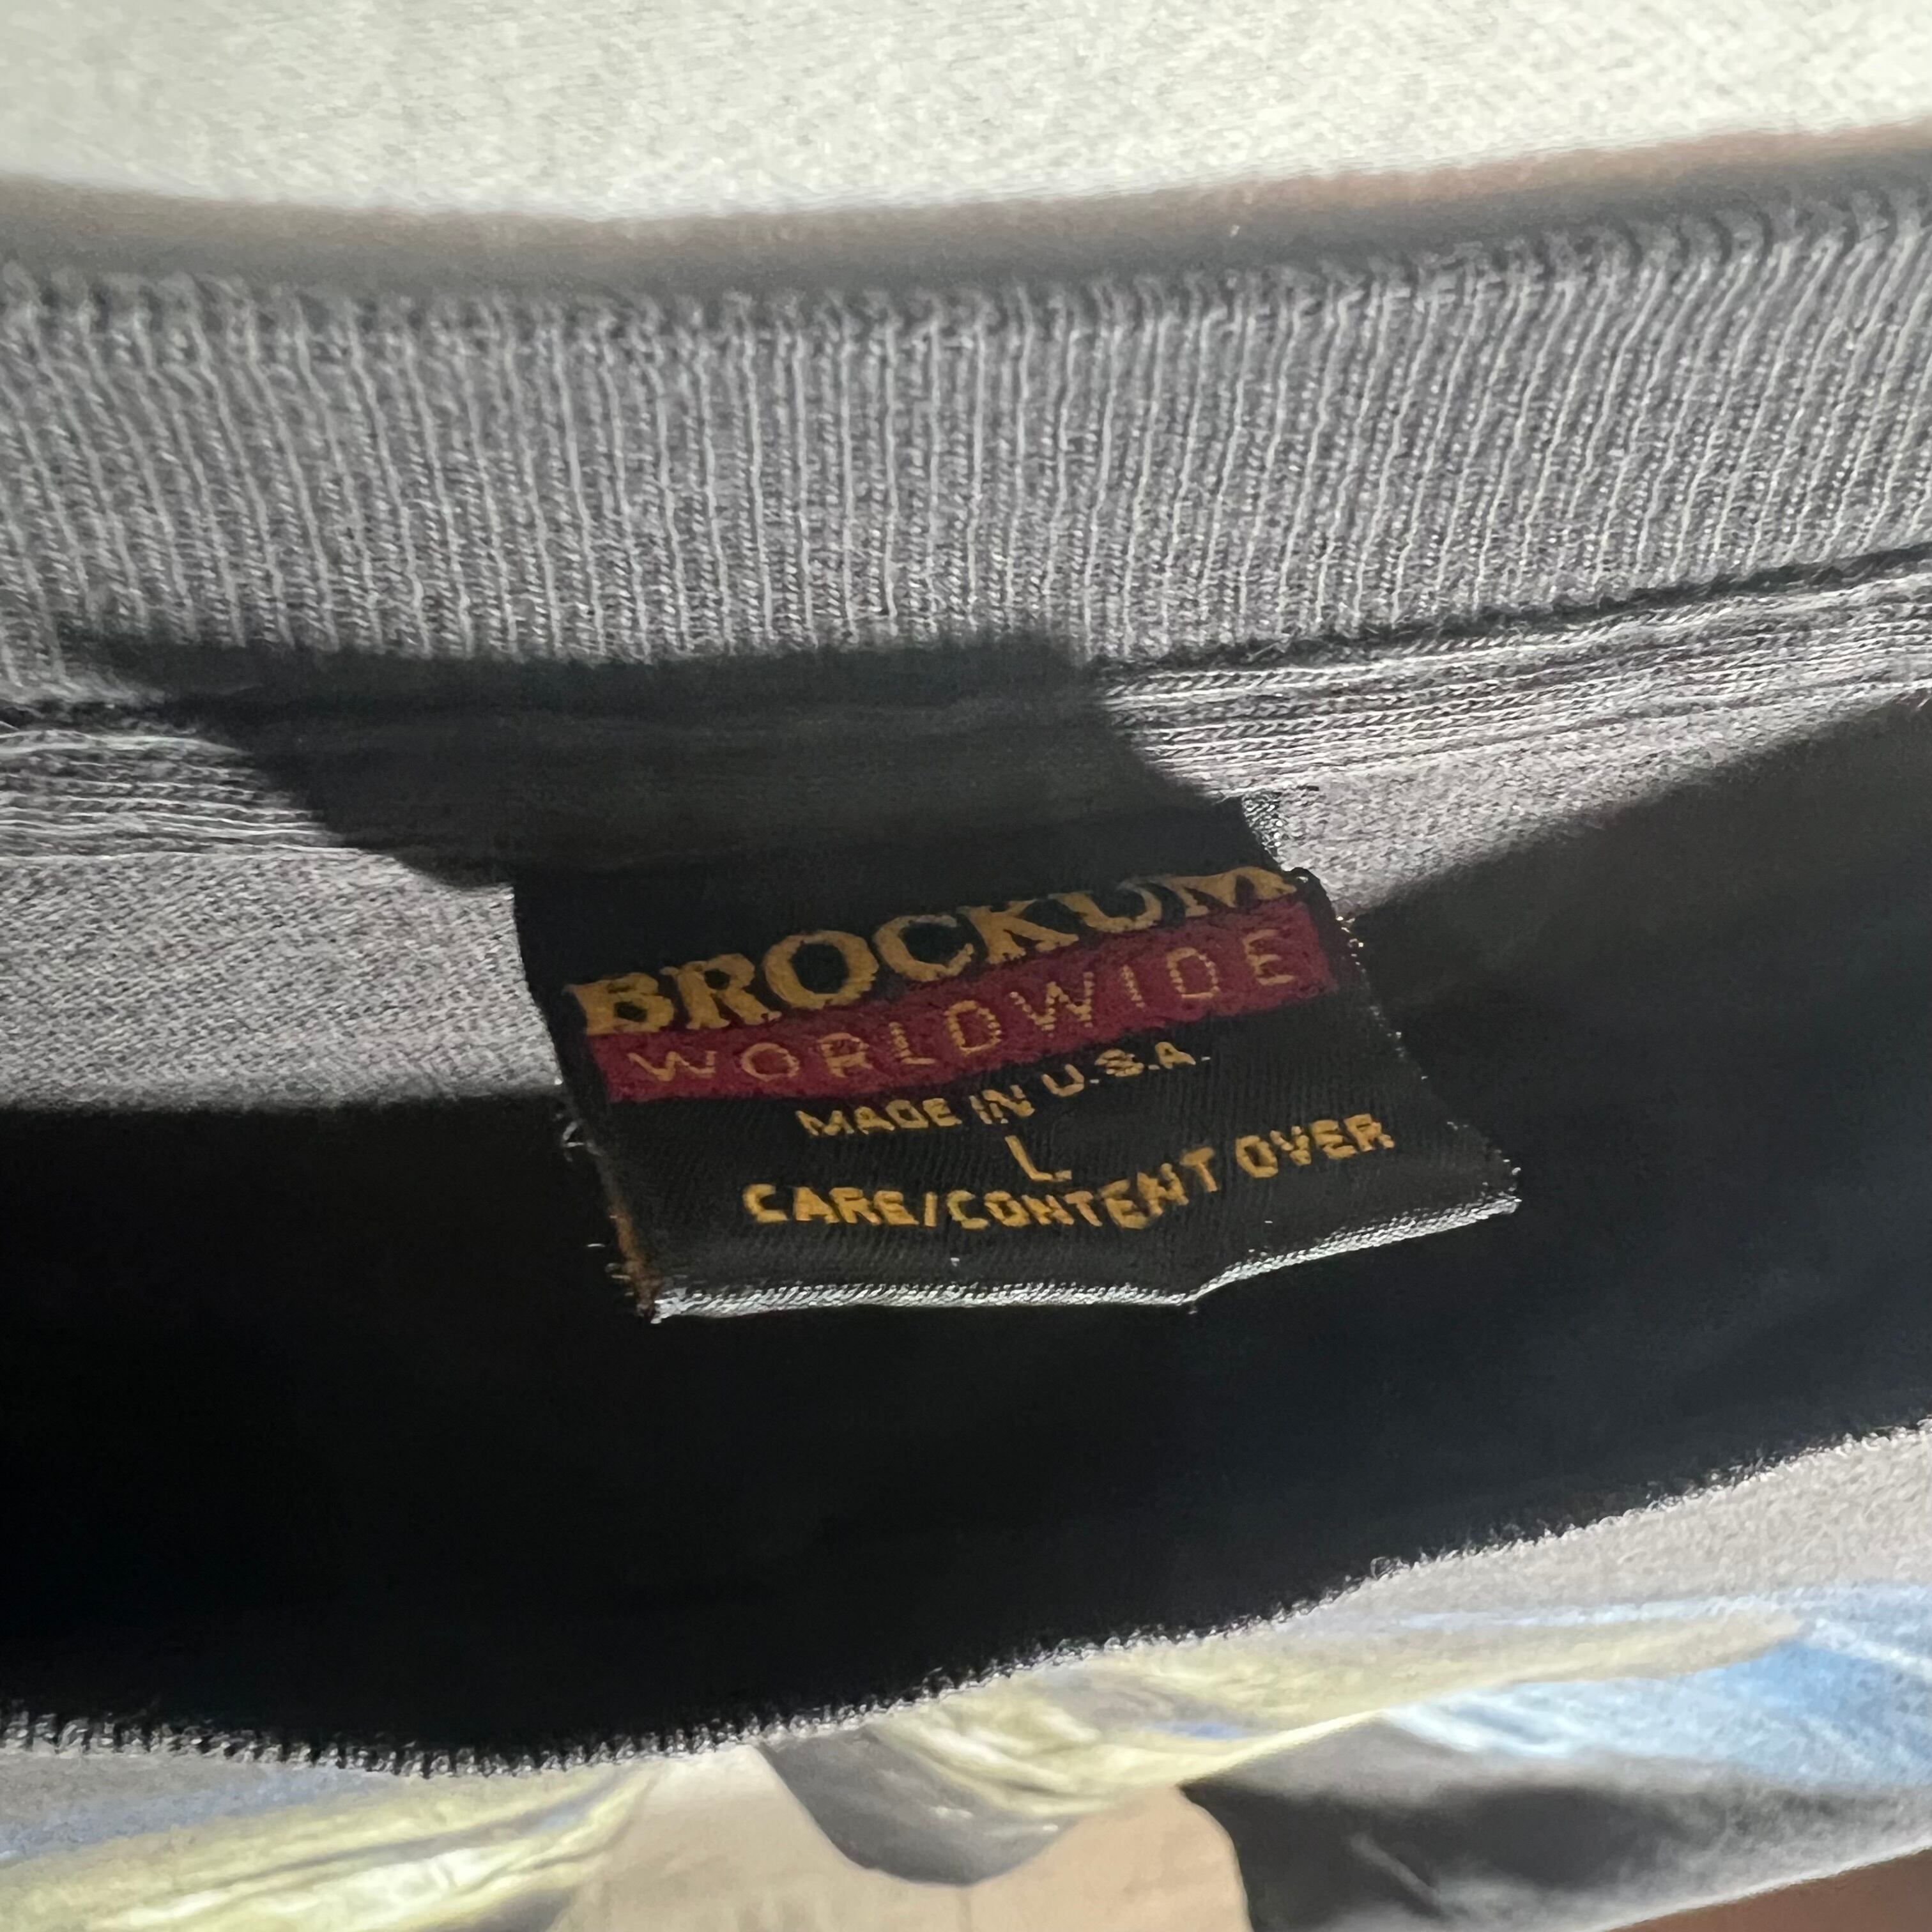 BROCKUM
WORLDWIDE
MADE IN U.S.A.
L
CARE/CONTENT OVER